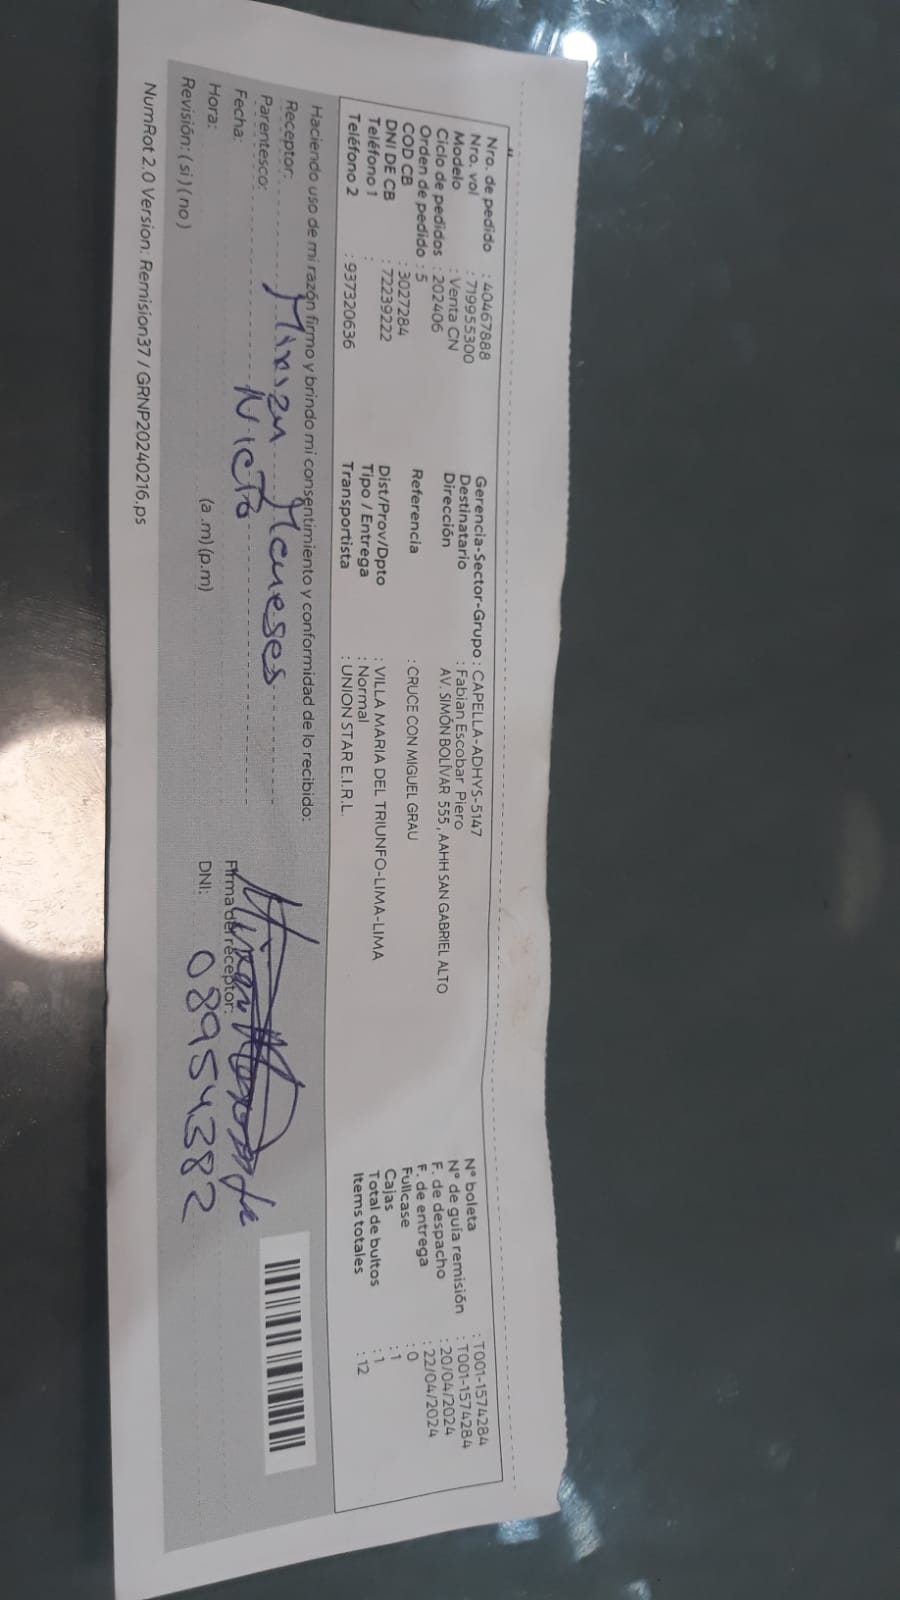 Nro. de pedido : 40467888
Nro. vol : 719955300
Modelo : Venta CN
Ciclo de pedidos : 202406
Orden de pedido : 5
COD CB : 3027284
DNI DE CB : 72239222
Teléfono 1 :
Teléfono 2 : 937320636
Gerencia-Sector-Grupo : CAPELLA-ADHYS-5147
Destinatario : Fabian Escobar Piero
Dirección AV. SIMÓN BOLÍVAR 555 , AAHH SAN GABRIEL ALTO
Referencia : CRUCE CON MIGUEL GRAU
Dist/Prov/Dpto : VILLA MARIA DEL TRIUNFO-LIMA-LIMA
Tipo / Entrega : Normal
Transportista : UNION STAR E.I.R.L.
N° boleta : T001-1574284
N° de guía remisión : T001-1574284
F. de despacho : 20/04/2024
F. de entrega : 22/04/2024
Fullcase : 0
Cajas : 1
Total de bultos : 1
Items totales : 12
Haciendo uso de mi razón firmo y brindo mi consentimiento y conformidad de lo recibido:
Receptor: Mirian Meneses
Parentesco: Nicto
Fecha:
Hora: (a .m) (p.m)
Revisión: ( si ) ( no )
Firma del receptor:
DNI: 08954382
NumRot 2.0 Version: Remision37 / GRNP20240216.ps